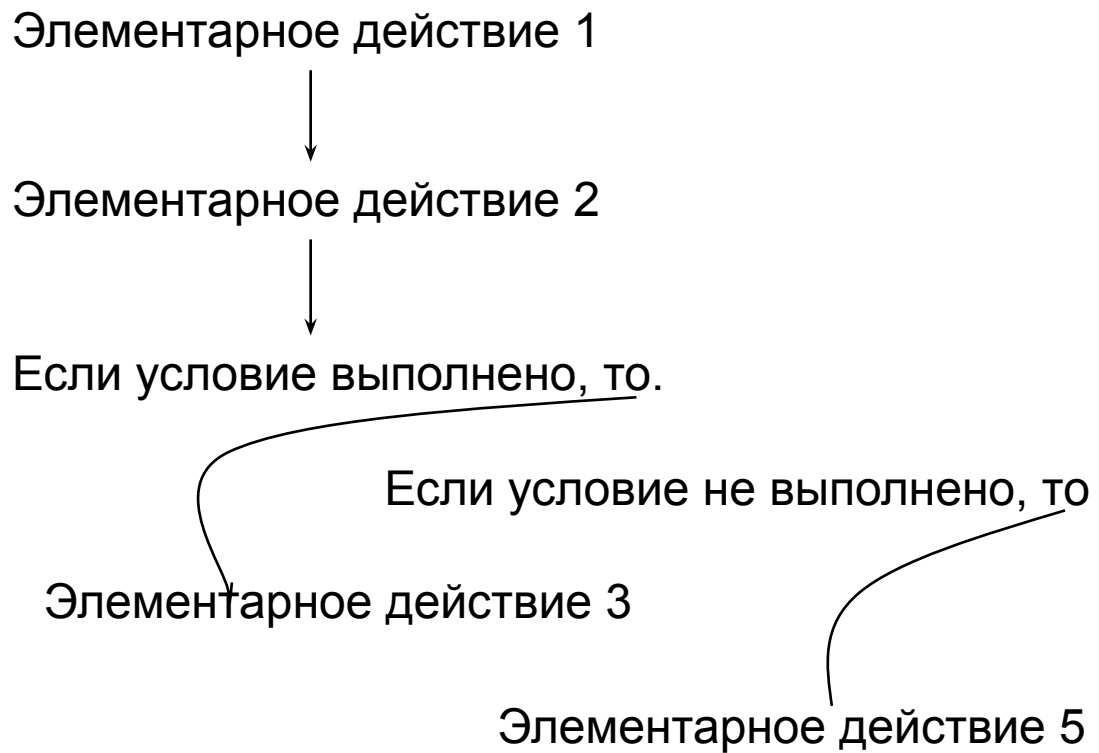 Элементарное действие 1
Элементарное действие 2
Если условие выполнено, то.
Если условие не выполнено, то
Элементарное действие 3
Элементарное действие 5